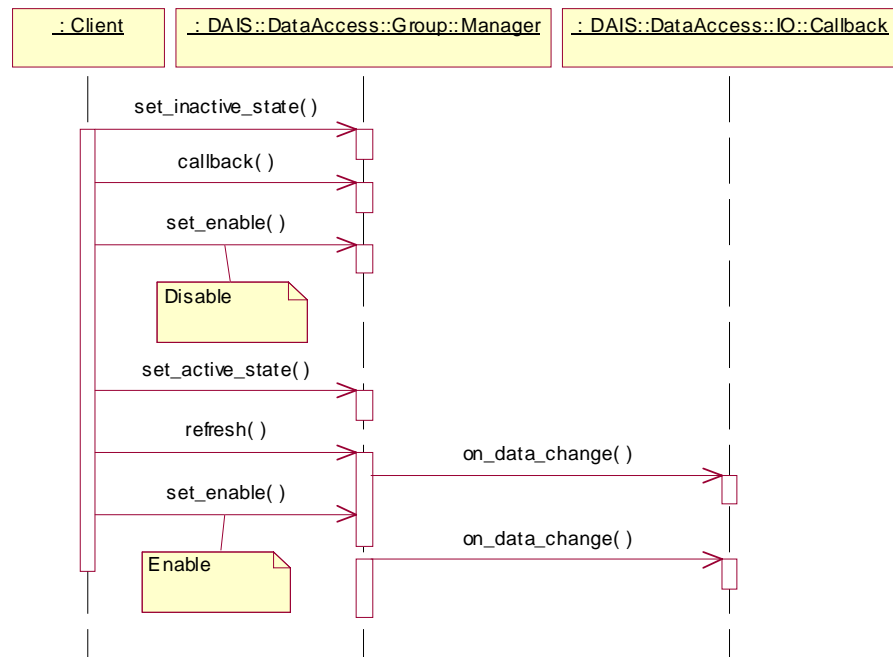 : Client
: DAIS::DataAccess::Group::Manager
: DAIS::DataAccess::IO::Callback
set_inactive_state( )
callback( )
set_enable( )
Disable
set_active_state( )
refresh( )
on_data_change( )
set_enable( )
on_data_change( )
Enable